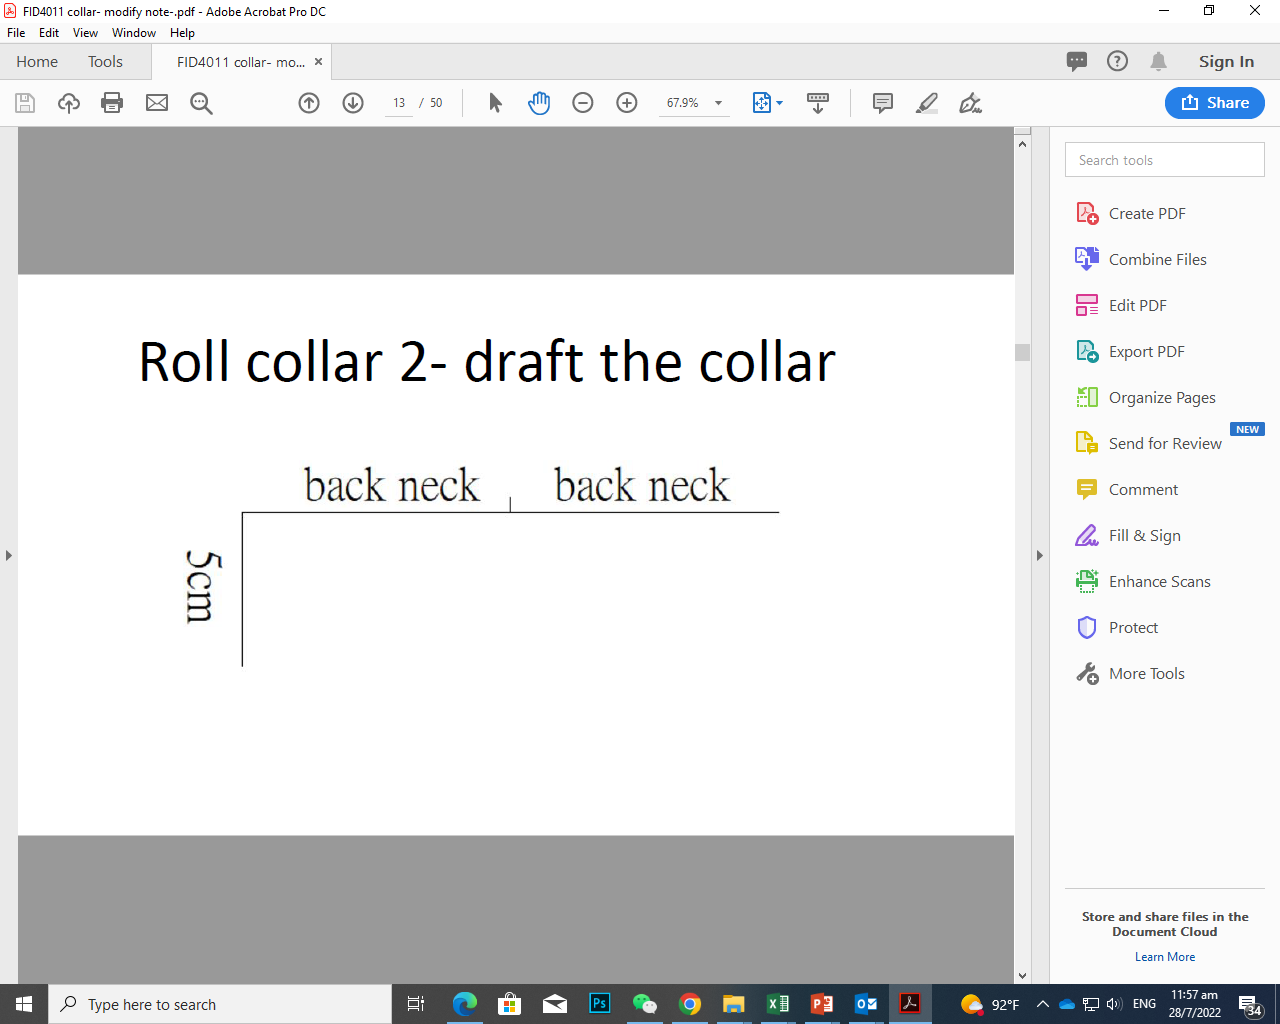 FID4011 collar- modify note-.pdf - Adobe Acrobat Pro DC
File Edit View Window Help
Home Tools FID4011 collar- mo... × Sign In
13 / 50 67.9% Share
Search tools
Create PDF
Combine Files
Edit PDF
Export PDF
Organize Pages
Send for Review NEW
Comment
Fill & Sign
Enhance Scans
Protect
More Tools
Store and share files in the
Document Cloud
Learn More
Roll collar 2- draft the collar
back neck back neck
5cm
Type here to search
Ps
92°F ENG 11:57 am
28/7/2022
34